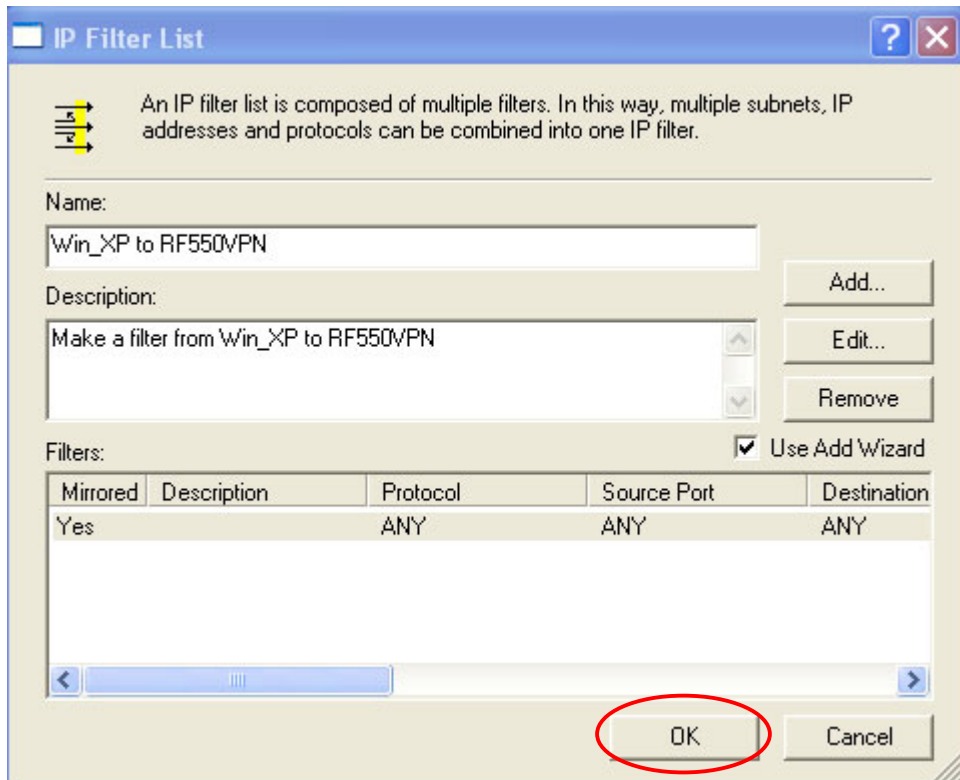 IP Filter List
An IP filter list is composed of multiple filters. In this way, multiple subnets, IP
addresses and protocols can be combined into one IP filter.
Name:
Win_XP to RF550VPN
Add...
Description:
Make a filter from Win_XP to RF550VPN
Edit...
Remove
Filters:
Use Add Wizard
Mirrored Description Protocol Source Port Destination
Yes ANY ANY ANY
OK Cancel